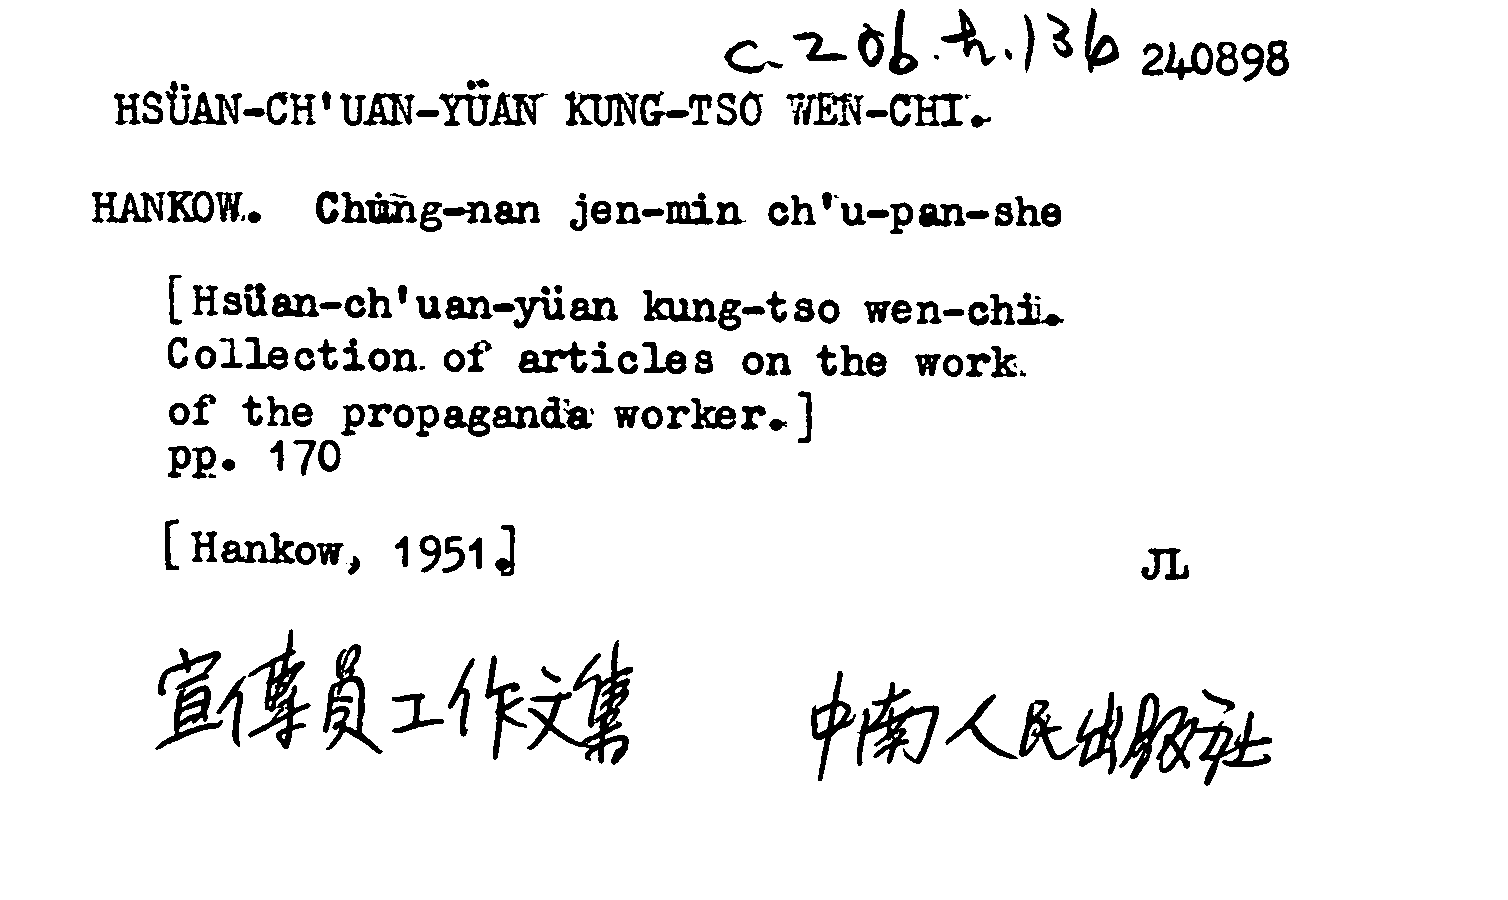 c. 206. h. 136 240898
HSÜAN-CH'UAN-YÜAN KUNG-TSO WEN-CHI.
HANKOW. Chung-nan jen-min ch'u-pan-she
[Hsüan-ch'uan-yüan kung-tso wen-chi.
Collection of articles on the work
of the propaganda worker.]
pp. 170
[Hankow, 1951.]
JL
宣傳員工作文集 中南人民出版社